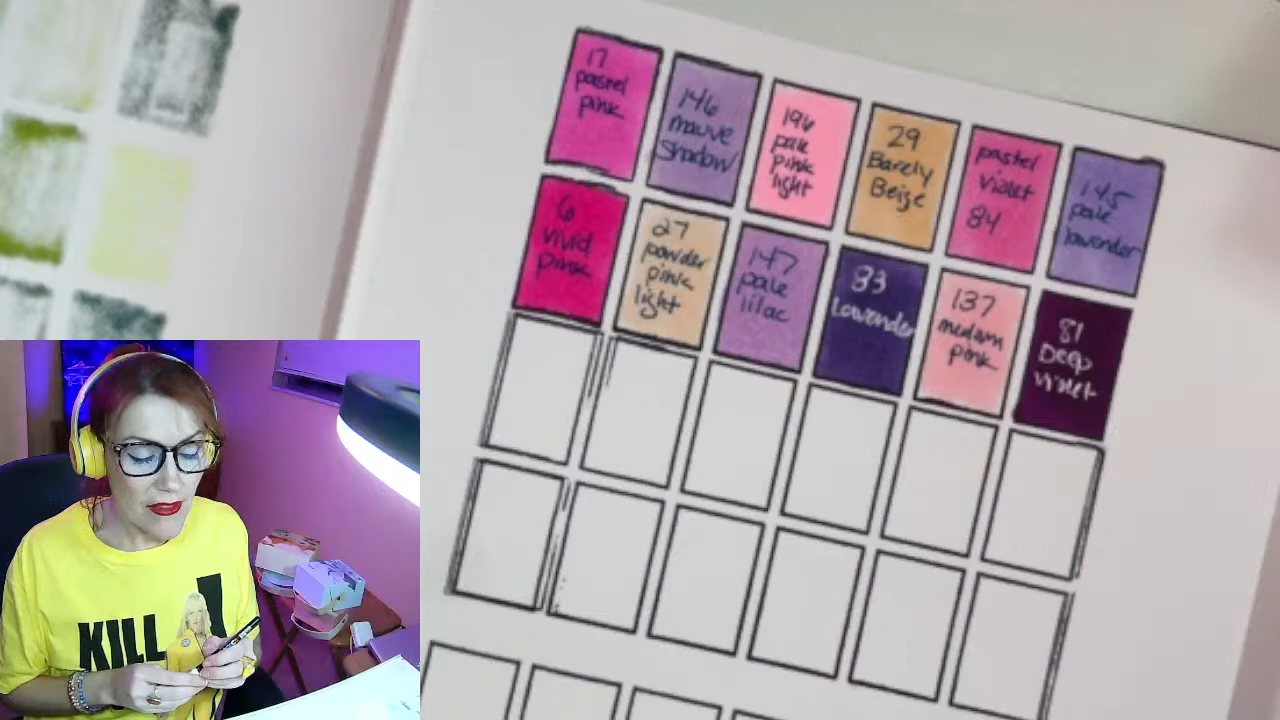 17
pastel
pink
146
mauve
shadow
196
pale
pink
light
29
Barely
Beige
pastel
violet
84
145
pale
lavender
6
vivid
pink
27
powder
pink
light
147
pale
lilac
83
Lavender
137
medium
pink
81
Deep
violet
KILL